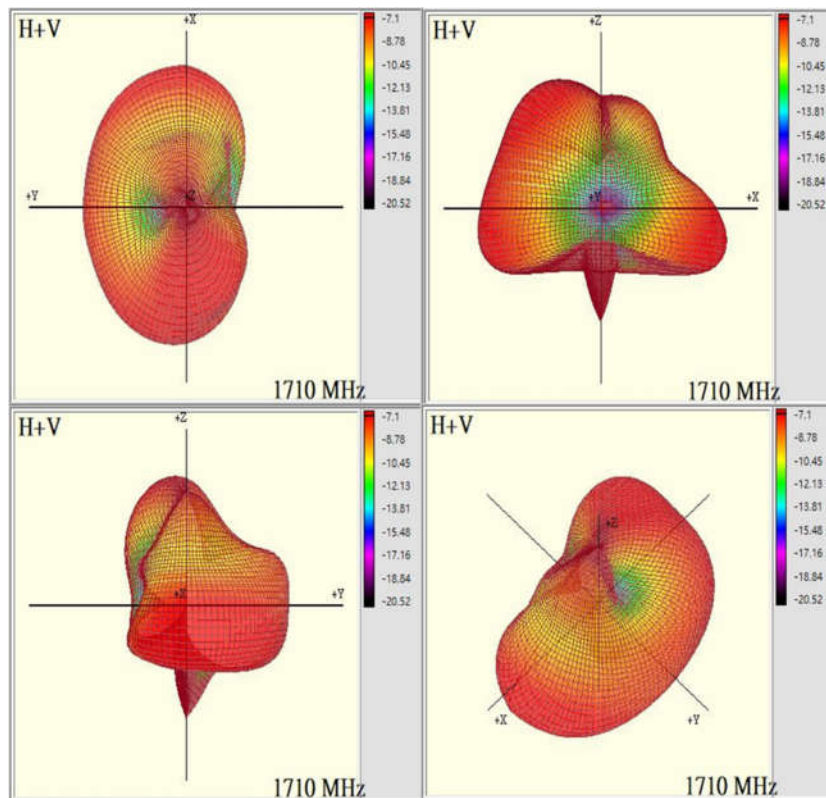 H+V
+X
+Y
+Z
1710 MHz
-7.1
-8.78
-10.45
-12.13
-13.81
-15.48
-17.16
-18.84
-20.52
H+V
+Z
+Y
+X
1710 MHz
-7.1
-8.78
-10.45
-12.13
-13.81
-15.48
-17.16
-18.84
-20.52
H+V
+Z
+X
+Y
1710 MHz
-7.1
-8.78
-10.45
-12.13
-13.81
-15.48
-17.16
-18.84
-20.52
H+V
+Z
+X
+Y
1710 MHz
-7.1
-8.78
-10.45
-12.13
-13.81
-15.48
-17.16
-18.84
-20.52